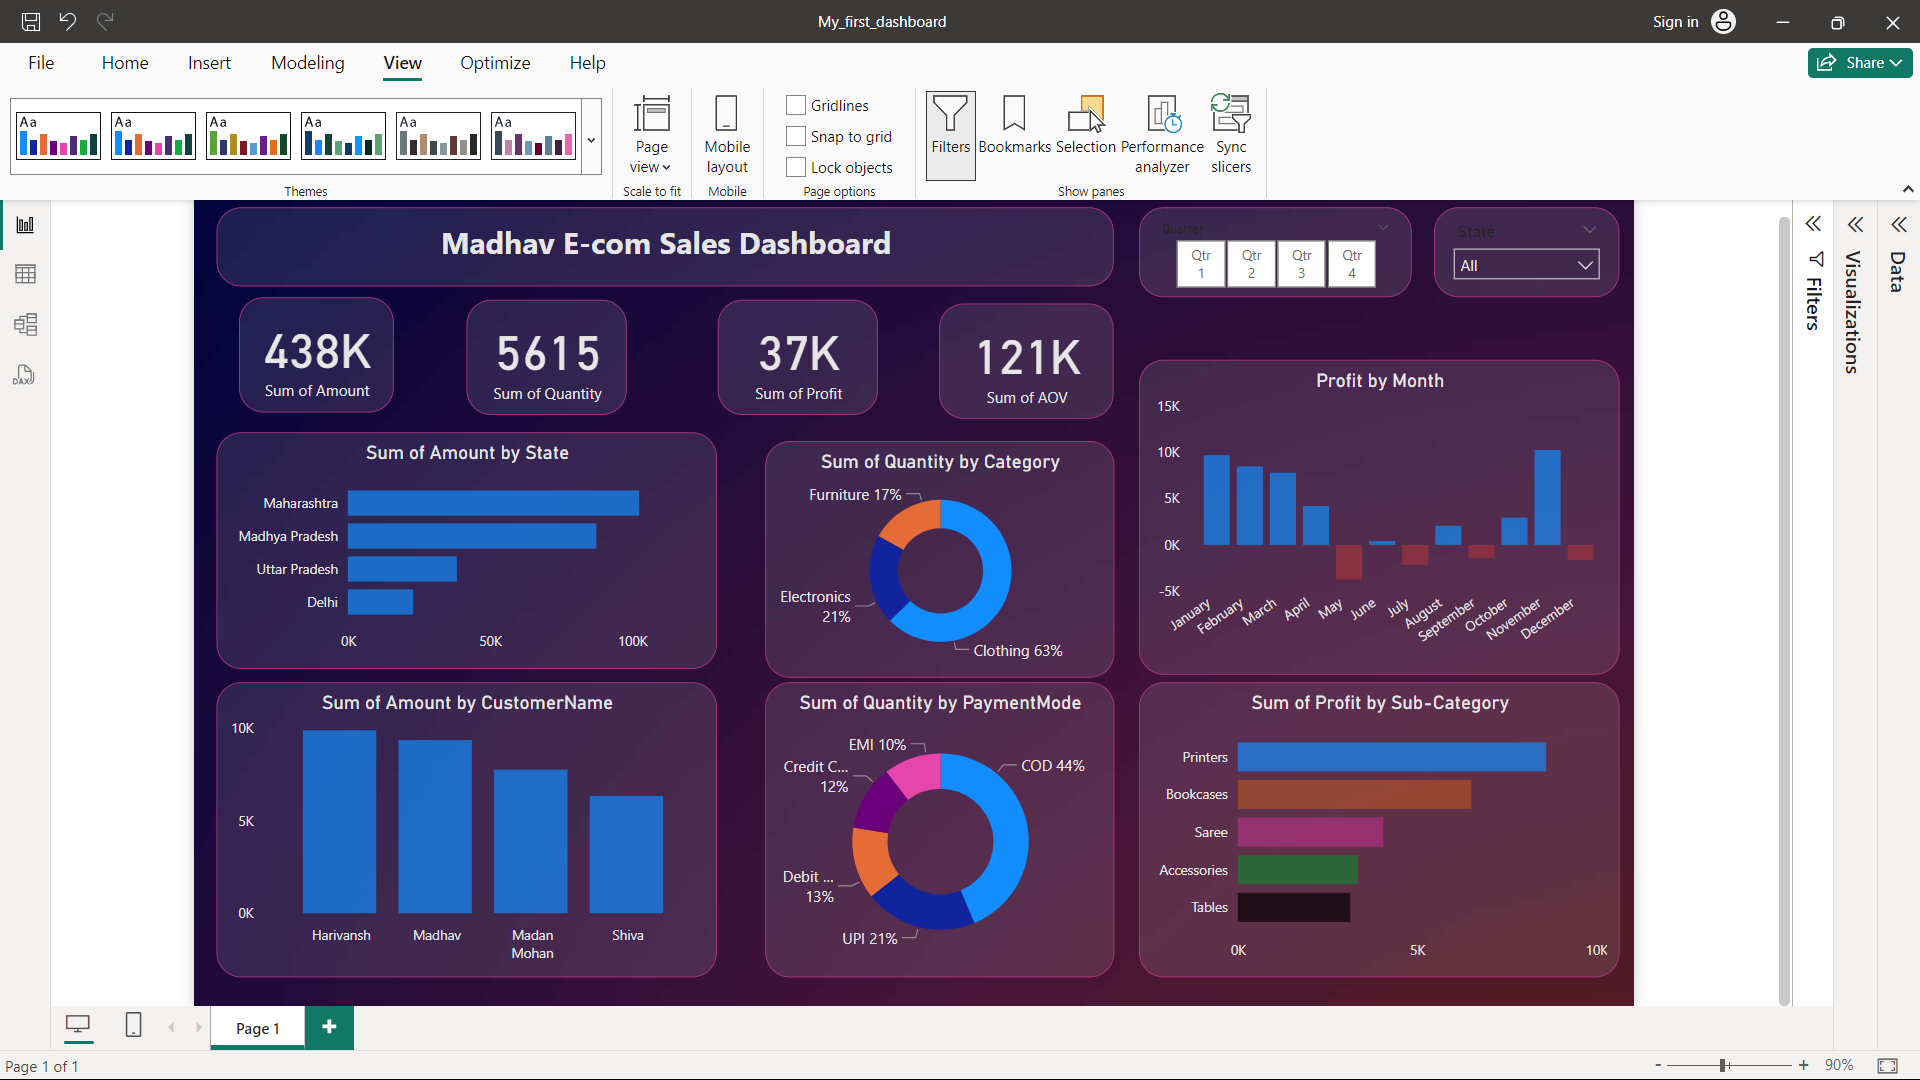 My_first_dashboard
Sign in
File
Home
Insert
Modeling
View
Optimize
Help
Share
Aa
Aa
Aa
Aa
Aa
Aa
Themes
Page
view
Scale to fit
Mobile
layout
Mobile
Gridlines
Snap to grid
Lock objects
Page options
Filters
Bookmarks
Selection
Performance
analyzer
Sync
slicers
Show panes
DAX
Madhav E-com Sales Dashboard
Quarter
Qtr
1
Qtr
2
Qtr
3
Qtr
4
State
All
Filters
Visualizations
Data
438K
Sum of Amount
5615
Sum of Quantity
37K
Sum of Profit
121K
Sum of AOV
Sum of Amount by State
Maharashtra
Madhya Pradesh
Uttar Pradesh
Delhi
0K
50K
100K
Sum of Quantity by Category
Furniture 17%
Electronics
21%
Clothing 63%
Profit by Month
15K
10K
5K
0K
-5K
January
February
March
April
May
June
July
August
September
October
November
December
Sum of Amount by CustomerName
10K
5K
0K
Harivansh
Madhav
Madan
Mohan
Shiva
Sum of Quantity by PaymentMode
EMI 10%
Credit C...
12%
COD 44%
Debit ...
13%
UPI 21%
Sum of Profit by Sub-Category
Printers
Bookcases
Saree
Accessories
Tables
0K
5K
10K
Page 1
Page 1 of 1
- + 90%